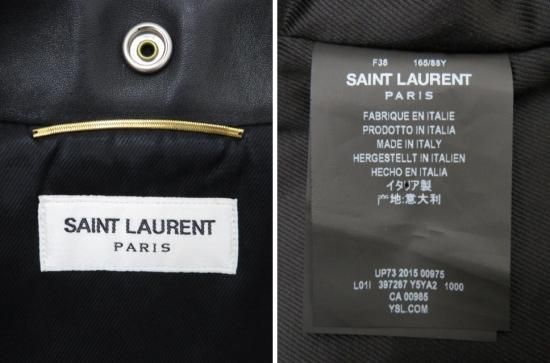 SAINT LAURENT
PARIS
F36 165/88Y
SAINT LAURENT
PARIS
FABRIQUE EN ITALIE
PRODOTTO IN ITALIA
MADE IN ITALY
HERGESTELLT IN ITALIEN
HECHO EN ITALIA
イタリア製
地:意大利
UP73 2015 00975
L01I 397287 Y5YA2 1000
CA 00985
YSL.COM